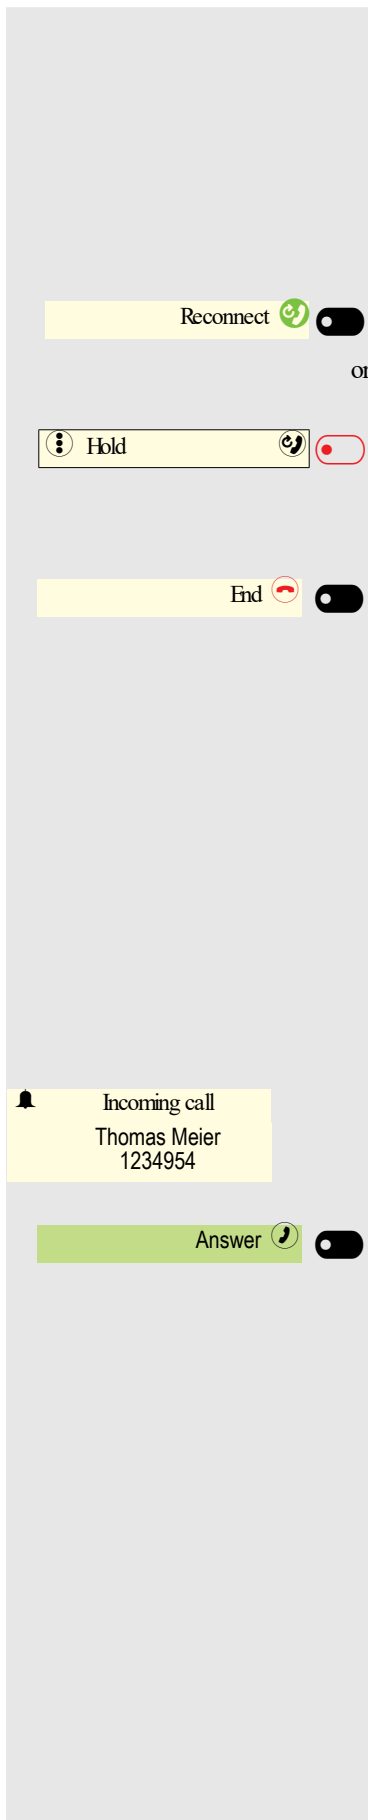 Reconnect
or
Hold
End
Incoming call
Thomas Meier
1234954
Answer